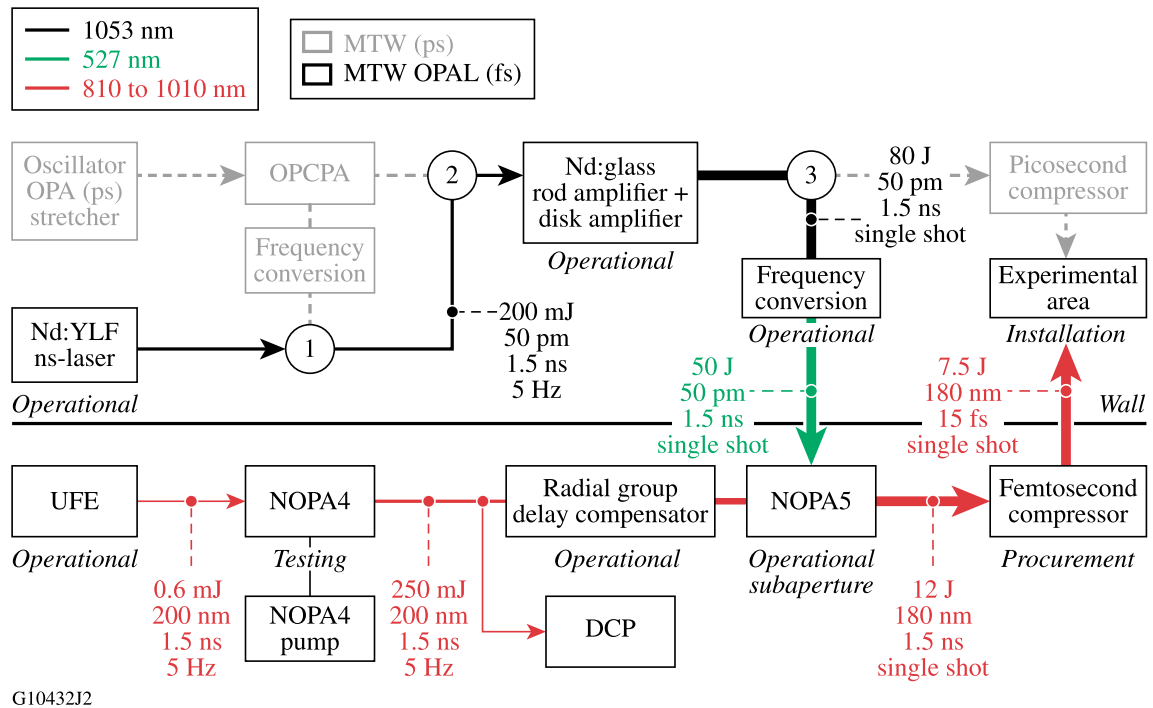 1053 nm
527 nm
810 to 1010 nm
MTW (ps)
MTW OPAL (fs)
Oscillator
OPA (ps)
stretcher
OPCPA
2
Nd:glass
rod amplifier +
disk amplifier
Operational
3
80 J
50 pm
1.5 ns
single shot
Picosecond
compressor
Frequency
conversion
Frequency
conversion
Operational
Experimental
area
Installation
Nd:YLF
ns-laser
Operational
1
200 mJ
50 pm
1.5 ns
5 Hz
50 J
50 pm
1.5 ns
single shot
7.5 J
180 nm
15 fs
single shot
Wall
UFE
Operational
NOPA4
Testing
Radial group
delay compensator
Operational
NOPA5
Operational
subaperture
Femtosecond
compressor
Procurement
0.6 mJ
200 nm
1.5 ns
5 Hz
NOPA4
pump
250 mJ
200 nm
1.5 ns
5 Hz
DCP
12 J
180 nm
1.5 ns
single shot
G10432J2